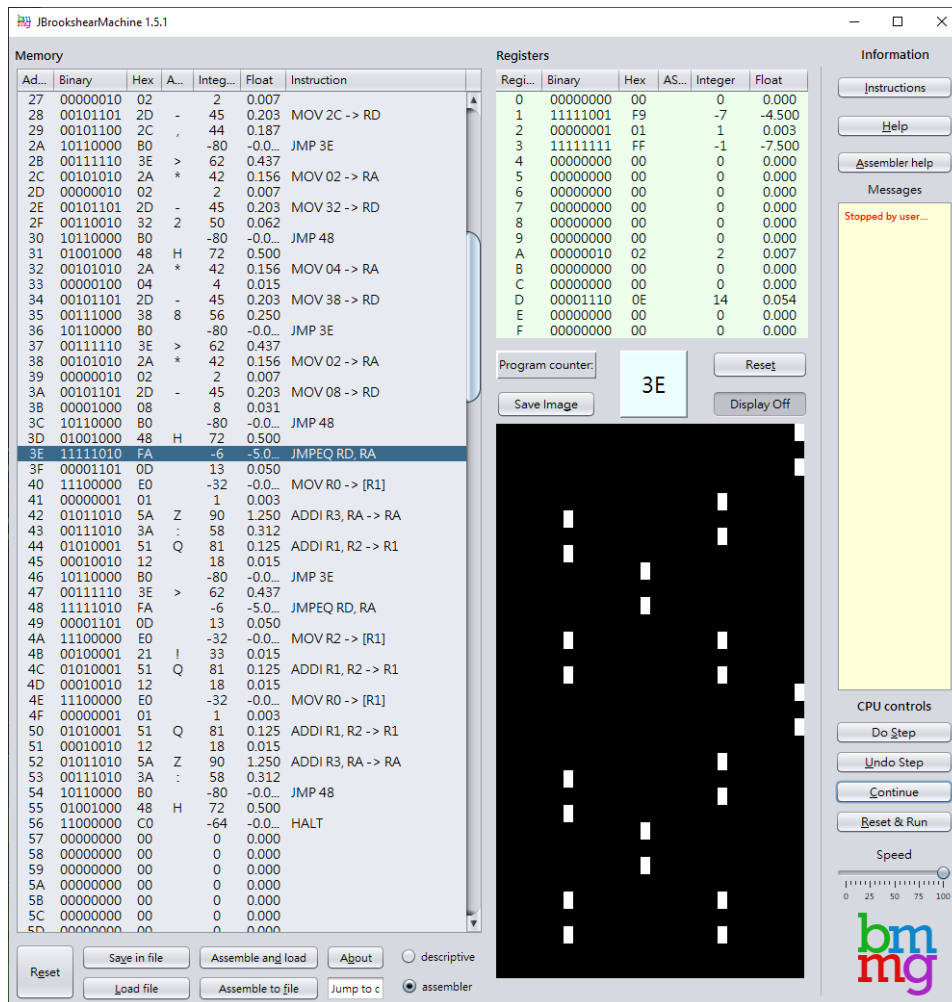 JBrookshearMachine 1.5.1
Memory
Ad... Binary Hex A... Integ... Float Instruction
27 00000010 02 2 0.007
28 00101101 2D - 45 0.203 MOV 2C -> RD
29 00101100 2C , 44 0.187
2A 10110000 B0 -80 -0.0... JMP 3E
2B 00111110 3E > 62 0.437
2C 00101010 2A * 42 0.156 MOV 02 -> RA
2D 00000010 02 2 0.007
2E 00101101 2D - 45 0.203 MOV 32 -> RD
2F 00110010 32 2 50 0.062
30 10110000 B0 -80 -0.0... JMP 48
31 01001000 48 H 72 0.500
32 00101010 2A * 42 0.156 MOV 04 -> RA
33 00000100 04 4 0.015
34 00101101 2D - 45 0.203 MOV 38 -> RD
35 00111000 38 8 56 0.250
36 10110000 B0 -80 -0.0... JMP 3E
37 00111110 3E > 62 0.437
38 00101010 2A * 42 0.156 MOV 02 -> RA
39 00000010 02 2 0.007
3A 00101101 2D - 45 0.203 MOV 08 -> RD
3B 00001000 08 8 0.031
3C 10110000 B0 -80 -0.0... JMP 48
3D 01001000 48 H 72 0.500
3E 11111010 FA -6 -5.0... JMPEQ RD, RA
3F 00001101 0D 13 0.050
40 11100000 E0 -32 -0.0... MOV R0 -> [R1]
41 00000001 01 1 0.003
42 01011010 5A Z 90 1.250 ADDI R3, RA -> RA
43 00111010 3A : 58 0.312
44 01010001 51 Q 81 0.125 ADDI R1, R2 -> R1
45 00010010 12 18 0.015
46 10110000 B0 -80 -0.0... JMP 3E
47 00111110 3E > 62 0.437
48 11111010 FA -6 -5.0... JMPEQ RD, RA
49 00001101 0D 13 0.050
4A 11100000 E0 -32 -0.0... MOV R2 -> [R1]
4B 00100001 21 ! 33 0.015
4C 01010001 51 Q 81 0.125 ADDI R1, R2 -> R1
4D 00010010 12 18 0.015
4E 11100000 E0 -32 -0.0... MOV R0 -> [R1]
4F 00000001 01 1 0.003
50 01010001 51 Q 81 0.125 ADDI R1, R2 -> R1
51 00010010 12 18 0.015
52 01011010 5A Z 90 1.250 ADDI R3, RA -> RA
53 00111010 3A : 58 0.312
54 10110000 B0 -80 -0.0... JMP 48
55 01001000 48 H 72 0.500
56 11000000 C0 -64 -0.0... HALT
57 00000000 00 0 0.000
58 00000000 00 0 0.000
59 00000000 00 0 0.000
5A 00000000 00 0 0.000
5B 00000000 00 0 0.000
5C 00000000 00 0 0.000
5D 00000000 00 0 0.000
Reset
Save in file
Assemble and load
About
descriptive
Load file
Assemble to file
Jump to c
assembler
Registers
Regi... Binary Hex AS... Integer Float
0 00000000 00 0 0.000
1 11111001 F9 -7 -4.500
2 00000001 01 1 0.003
3 11111111 FF -1 -7.500
4 00000000 00 0 0.000
5 00000000 00 0 0.000
6 00000000 00 0 0.000
7 00000000 00 0 0.000
8 00000000 00 0 0.000
9 00000000 00 0 0.000
A 00000010 02 2 0.007
B 00000000 00 0 0.000
C 00000000 00 0 0.000
D 00001110 0E 14 0.054
E 00000000 00 0 0.000
F 00000000 00 0 0.000
Program counter:
3E
Reset
Save Image
Display Off
Information
Instructions
Help
Assembler help
Messages
Stopped by user...
CPU controls
Do Step
Undo Step
Continue
Reset & Run
Speed
0 25 50 75 100
bm
mg